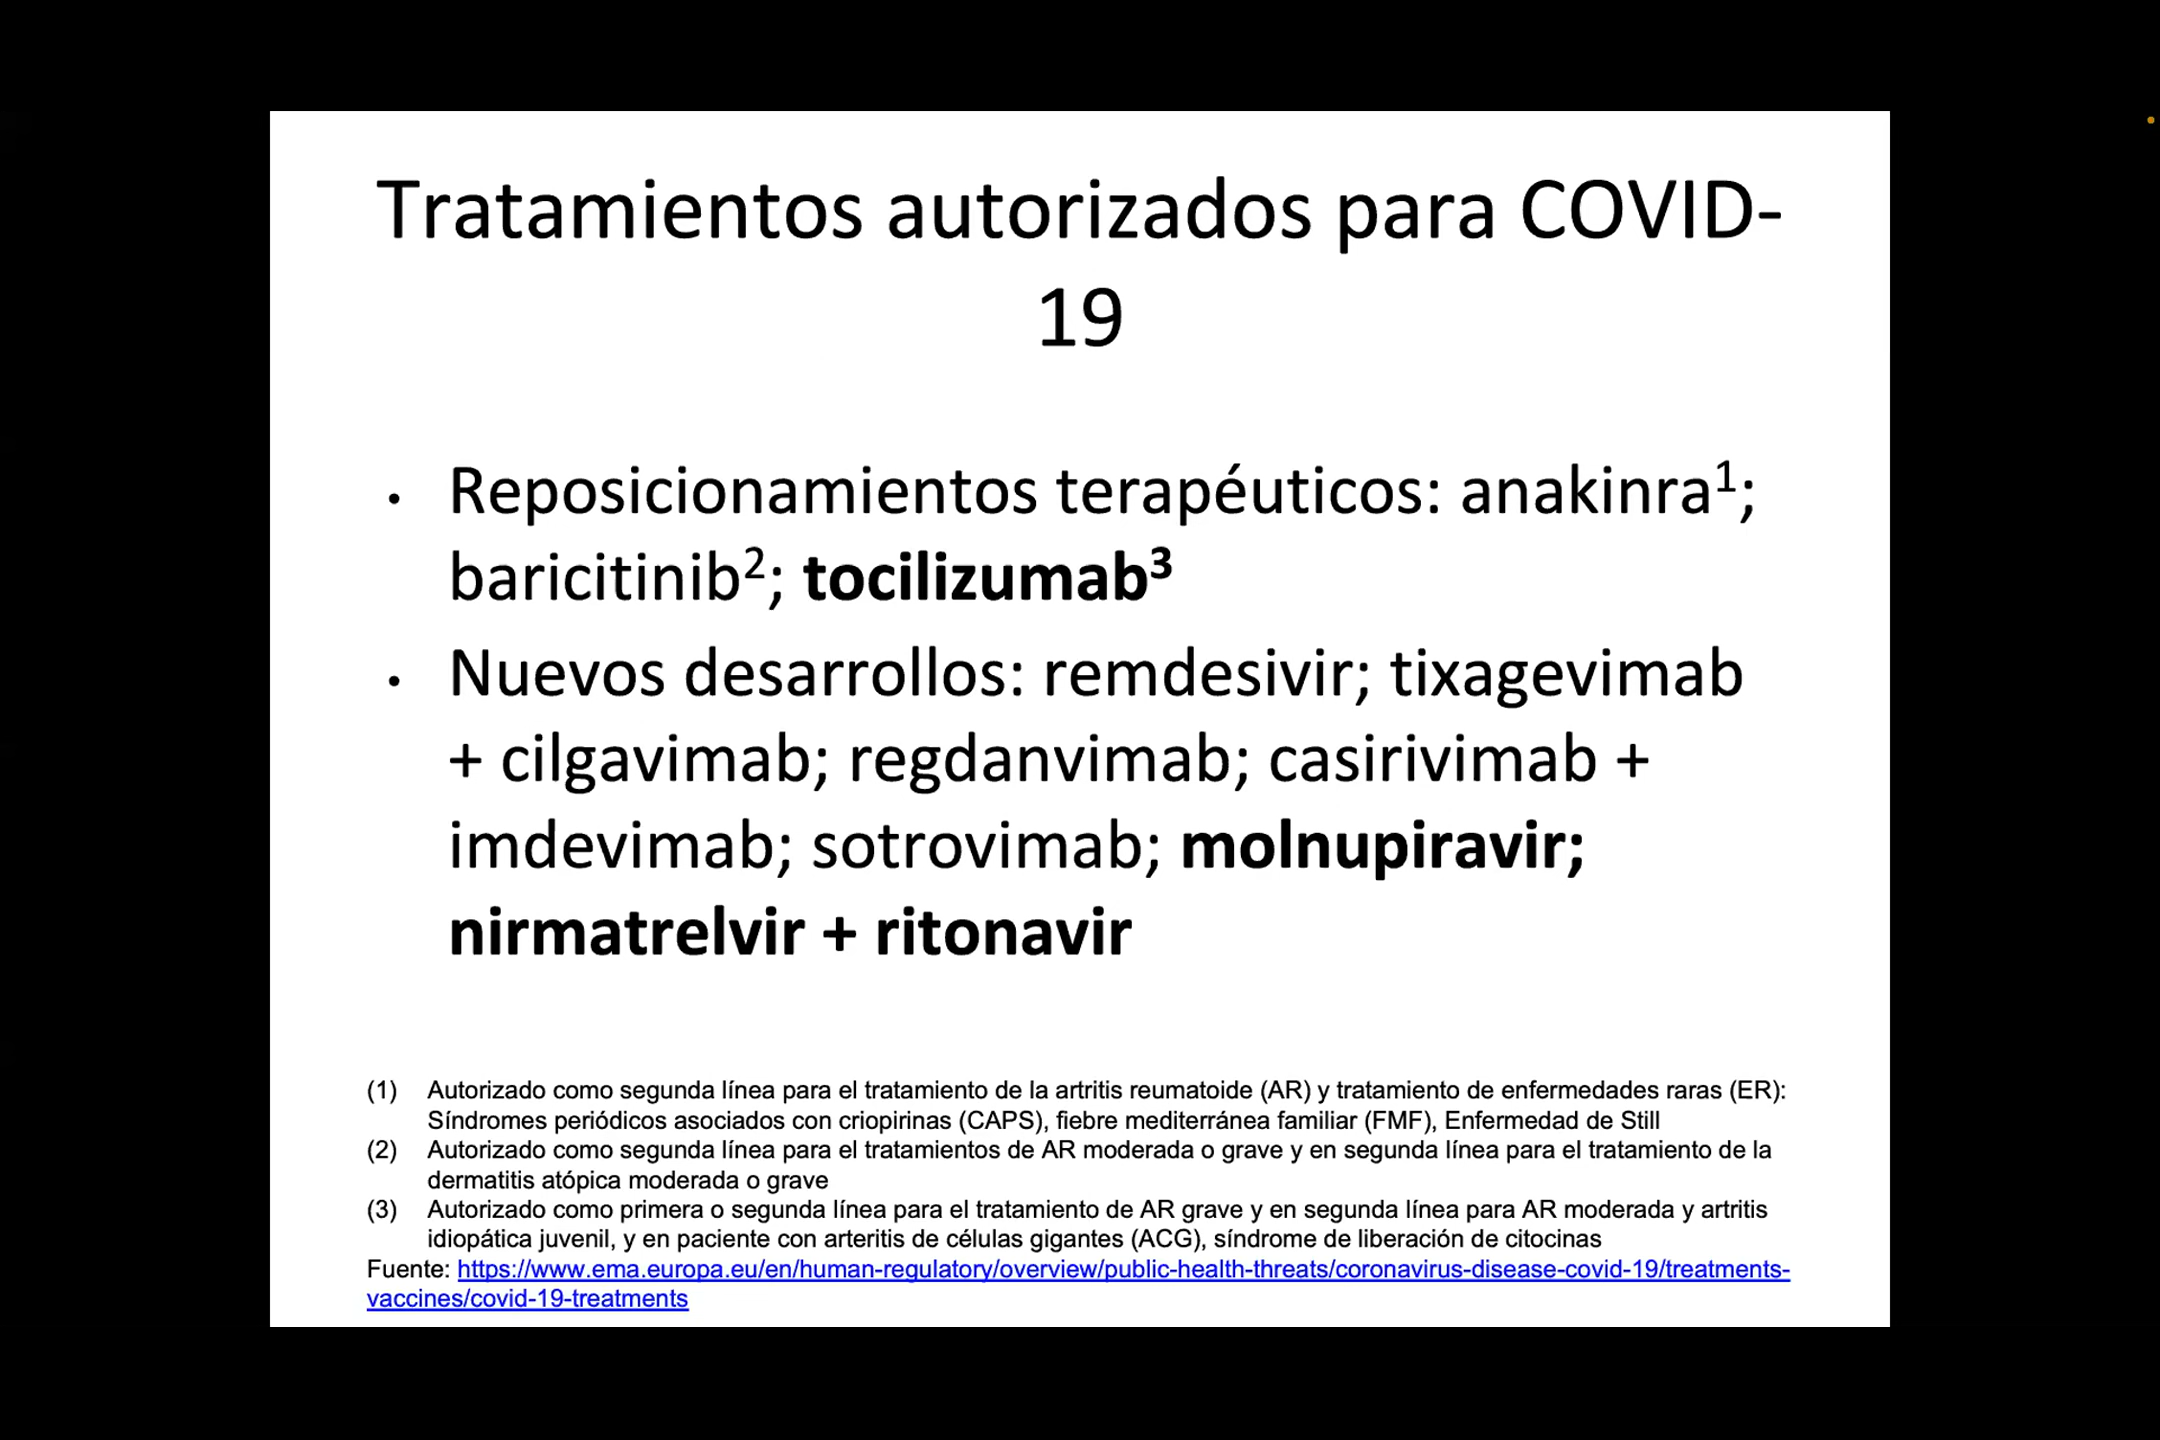 Tratamientos autorizados para COVID-
19
• Reposicionamientos terapéuticos: anakinra¹;
baricitinib²; tocilizumab³
• Nuevos desarrollos: remdesivir; tixagevimab
+ cilgavimab; regdanvimab; casirivimab +
imdevimab; sotrovimab; molnupiravir;
nirmatrelvir + ritonavir
(1) Autorizado como segunda línea para el tratamiento de la artritis reumatoide (AR) y tratamiento de enfermedades raras (ER):
Síndromes periódicos asociados con criopirinas (CAPS), fiebre mediterránea familiar (FMF), Enfermedad de Still
(2) Autorizado como segunda línea para el tratamientos de AR moderada o grave y en segunda línea para el tratamiento de la
dermatitis atópica moderada o grave
(3) Autorizado como primera o segunda línea para el tratamiento de AR grave y en segunda línea para AR moderada y artritis
idiopática juvenil, y en paciente con arteritis de células gigantes (ACG), síndrome de liberación de citocinas
Fuente: https://www.ema.europa.eu/en/human-regulatory/overview/public-health-threats/coronavirus-disease-covid-19/treatments-
vaccines/covid-19-treatments